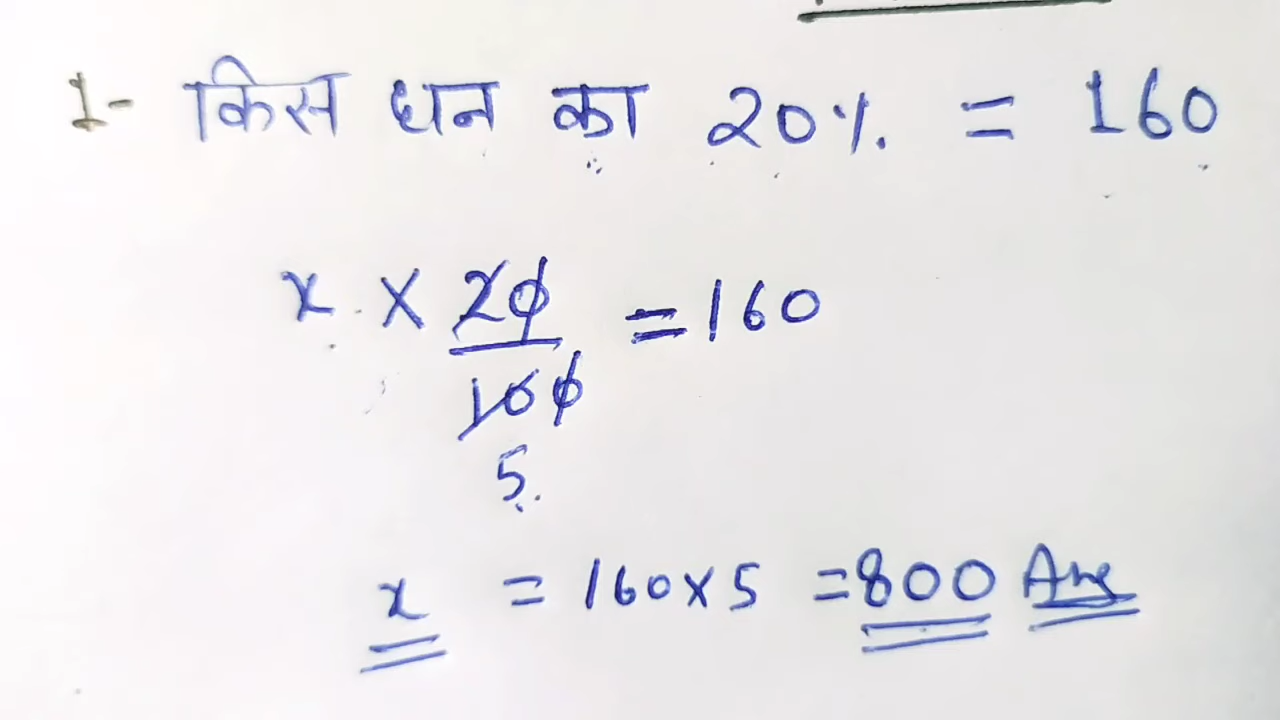 1- किस धन का 20% = 160
x × 20/100 = 160
5
x = 160×5 = 800 Ans